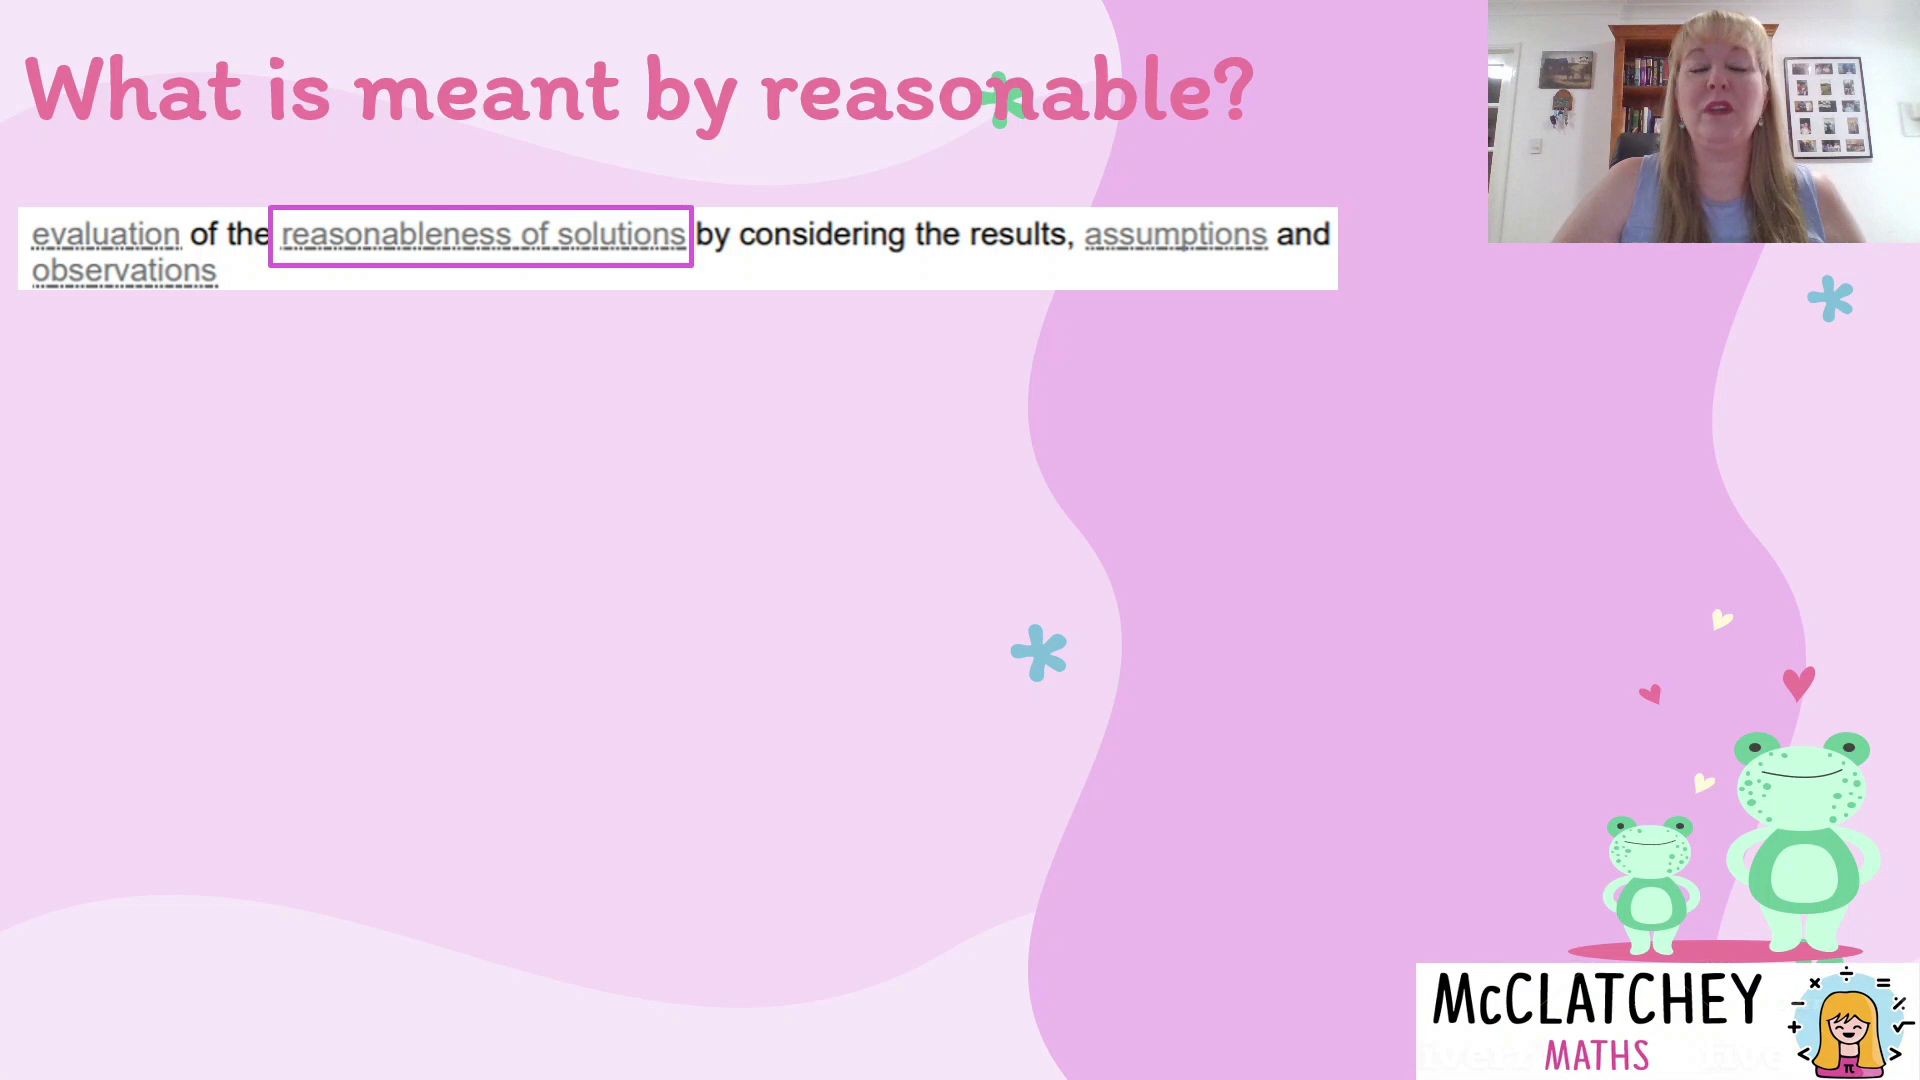 What is meant by reasonable?
evaluation of the reasonableness of solutions by considering the results, assumptions and
observations
McCLATCHEY
MATHS